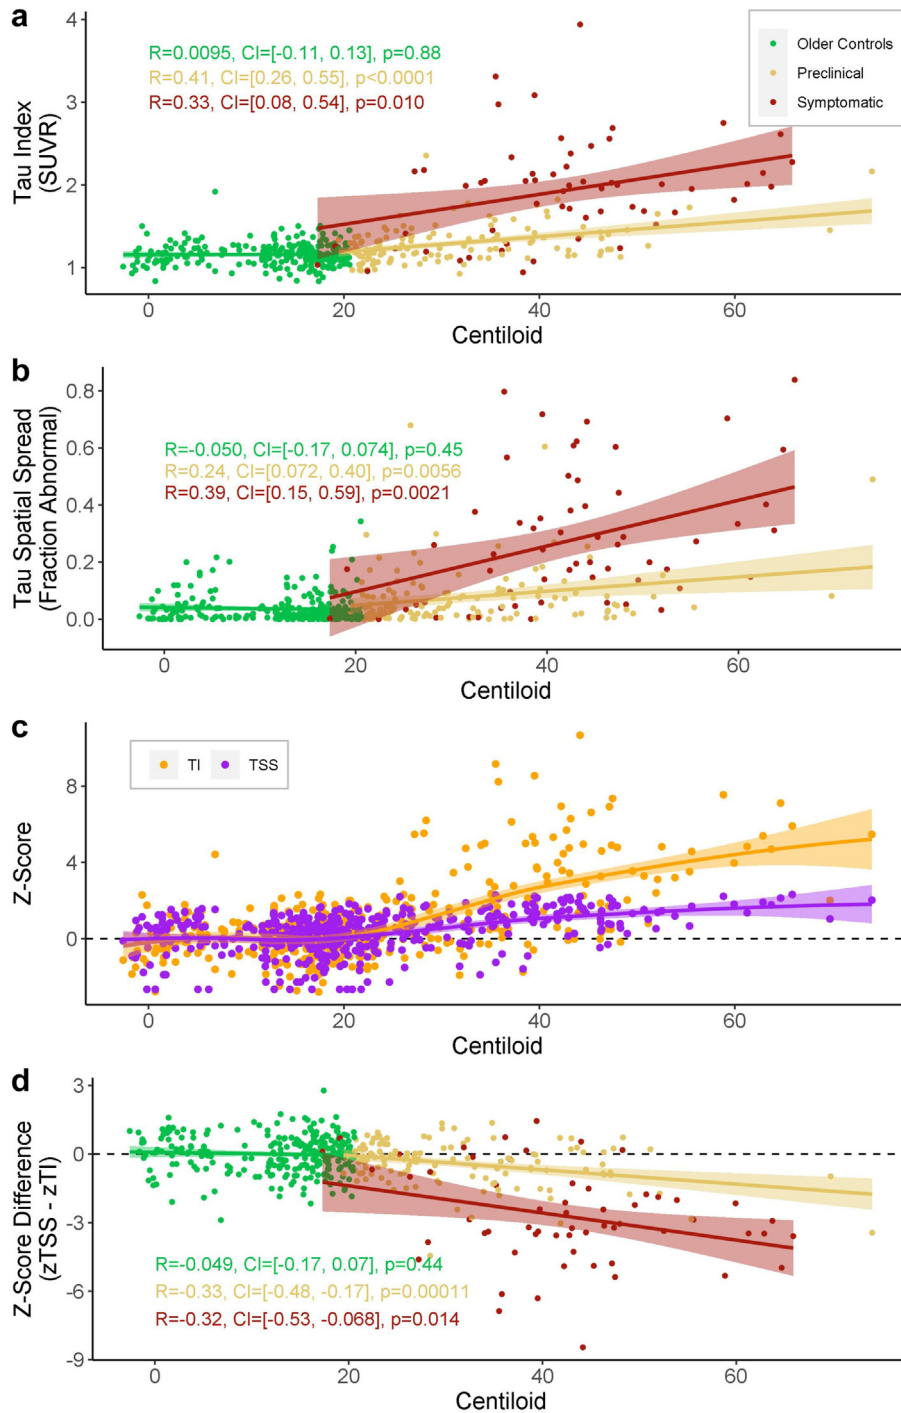 a
R=0.0095, CI=[-0.11, 0.13], p=0.88
R=0.41, CI=[0.26, 0.55], p<0.0001
R=0.33, CI=[0.08, 0.54], p=0.010
Older Controls
Preclinical
Symptomatic
Tau Index
(SUVR)
4
3
2
1
0
20
40
60
Centiloid
b
R=-0.050, CI=[-0.17, 0.074], p=0.45
R=0.24, CI=[0.072, 0.40], p=0.0056
R=0.39, CI=[0.15, 0.59], p=0.0021
Tau Spatial Spread
(Fraction Abnormal)
0.8
0.6
0.4
0.2
0.0
0
20
40
60
Centiloid
c
TI
TSS
Z-Score
8
4
0
0
20
40
60
Centiloid
d
Z-Score Difference
(zTSS - zTI)
3
0
-3
-6
-9
R=-0.049, CI=[-0.17, 0.07], p=0.44
R=-0.33, CI=[-0.48, -0.17], p=0.00011
R=-0.32, CI=[-0.53, -0.068], p=0.014
0
20
40
60
Centiloid